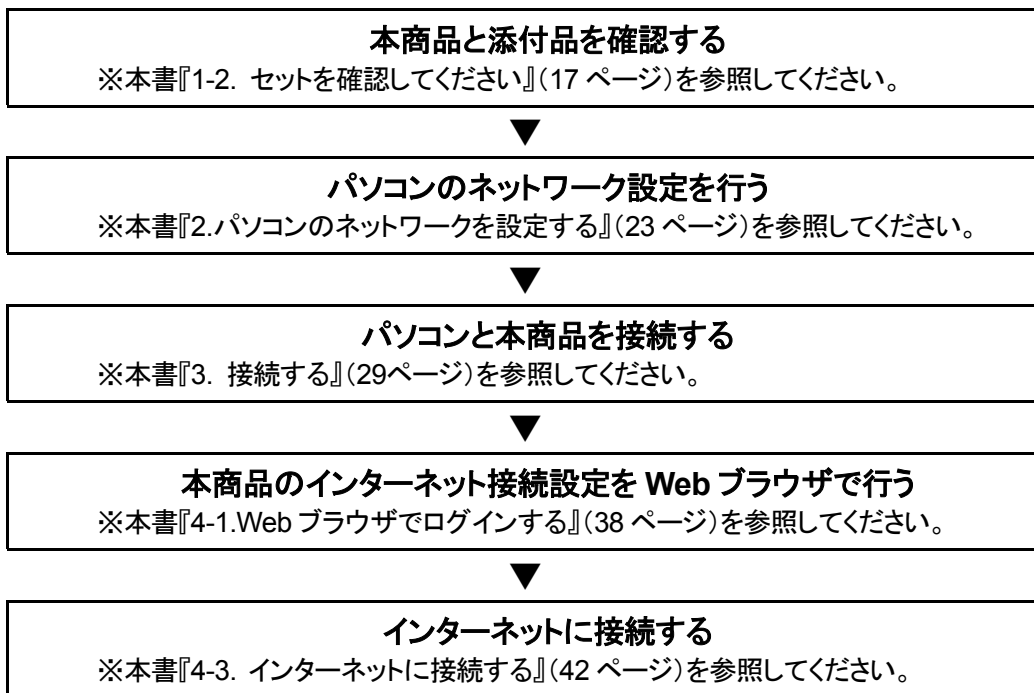 本商品と添付品を確認する
※本書『1-2. セットを確認してください』(17 ページ)を参照してください。
▼
パソコンのネットワーク設定を行う
※本書『2.パソコンのネットワークを設定する』(23 ページ)を参照してください。
▼
パソコンと本商品を接続する
※本書『3. 接続する』(29ページ)を参照してください。
▼
本商品のインターネット接続設定を Web ブラウザで行う
※本書『4-1.Web ブラウザでログインする』(38 ページ)を参照してください。
▼
インターネットに接続する
※本書『4-3. インターネットに接続する』(42 ページ)を参照してください。